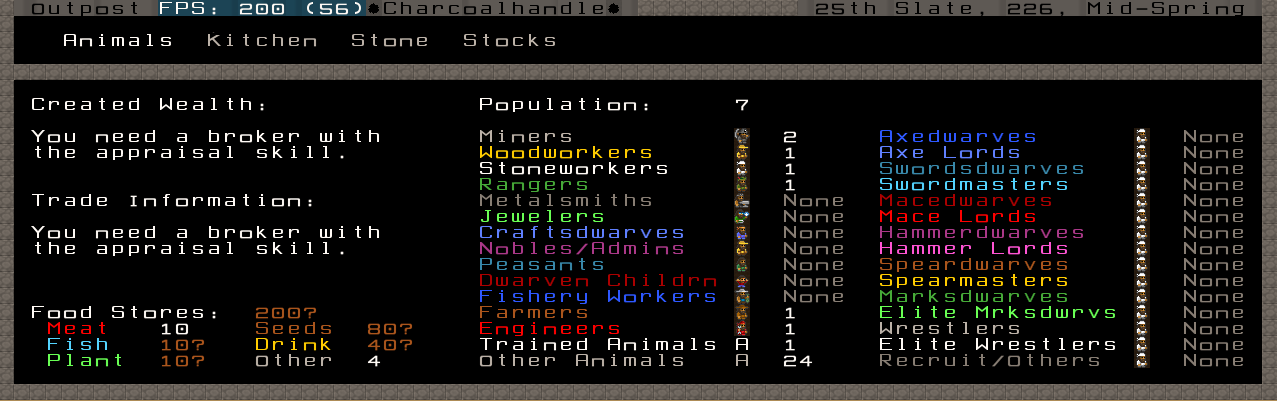 Outpost FPS: 200 (56) Charcoalhandle 25th Slate, 226, Mid-Spring
Animals Kitchen Stone Stocks
Created Wealth:
You need a broker with
the appraisal skill.
Trade Information:
You need a broker with
the appraisal skill.
Food Stores: 200?
Meat 10 Seeds 80?
Fish 10? Drink 40?
Plant 10? Other 4
Population: 7
Miners 2 Axedwarves None
Woodworkers 1 Axe Lords None
Stoneworkers 1 Swordsdwarves None
Rangers 1 Swordmasters None
Metalsmiths None Macedwarves None
Jewelers None Mace Lords None
Craftsdwarves None Hammerdwarves None
Nobles/Admins None Hammer Lords None
Peasants None Speardwarves None
Dwarven Childrn None Spearmasters None
Fishery Workers None Marksdwarves None
Farmers 1 Elite Mrksdwrvs None
Engineers 1 Wrestlers None
Trained Animals A 1 Elite Wrestlers None
Other Animals A 24 Recruit/Others None